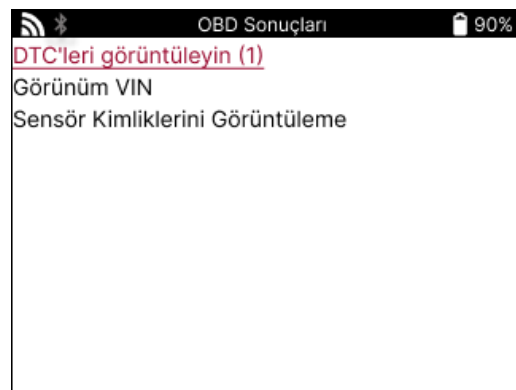 OBD Sonuçları 90%
DTC'leri görüntüleyin (1)
Görünüm VIN
Sensör Kimliklerini Görüntüleme